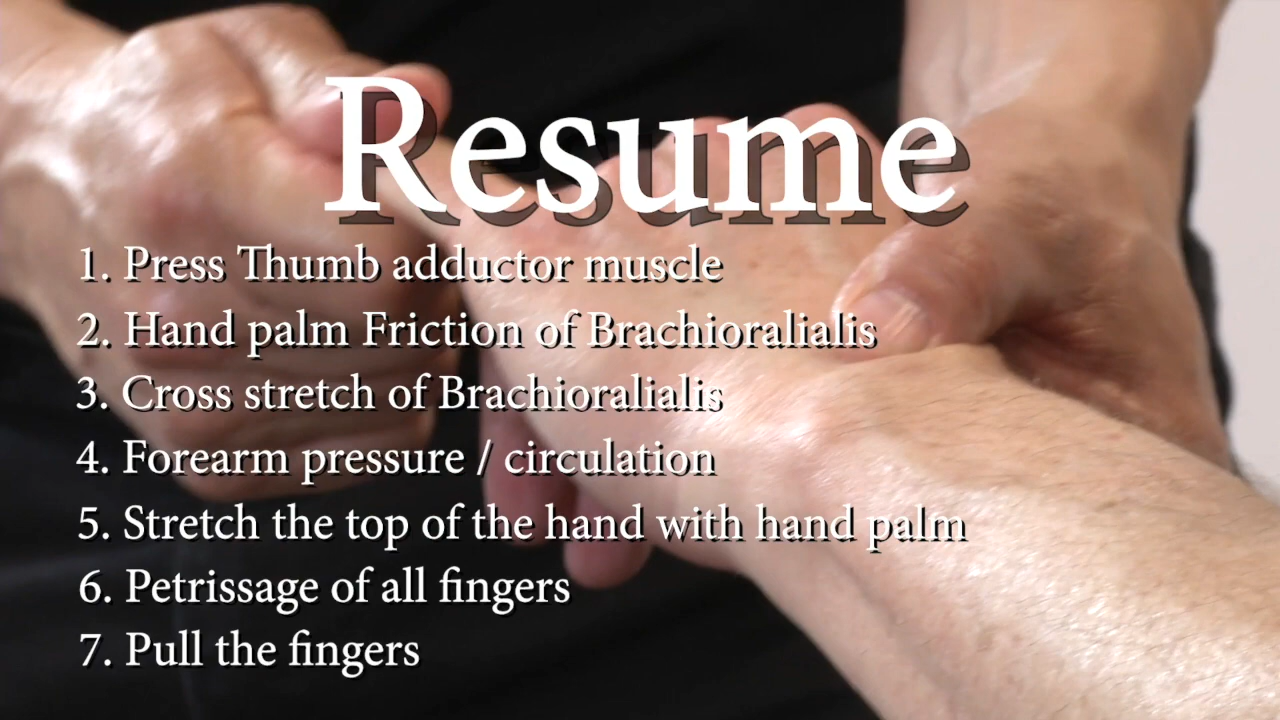 Resume
1. Press Thumb adductor muscle
2. Hand palm Friction of Brachioralialis
3. Cross stretch of Brachioralialis
4. Forearm pressure / circulation
5. Stretch the top of the hand with hand palm
6. Petrissage of all fingers
7. Pull the fingers